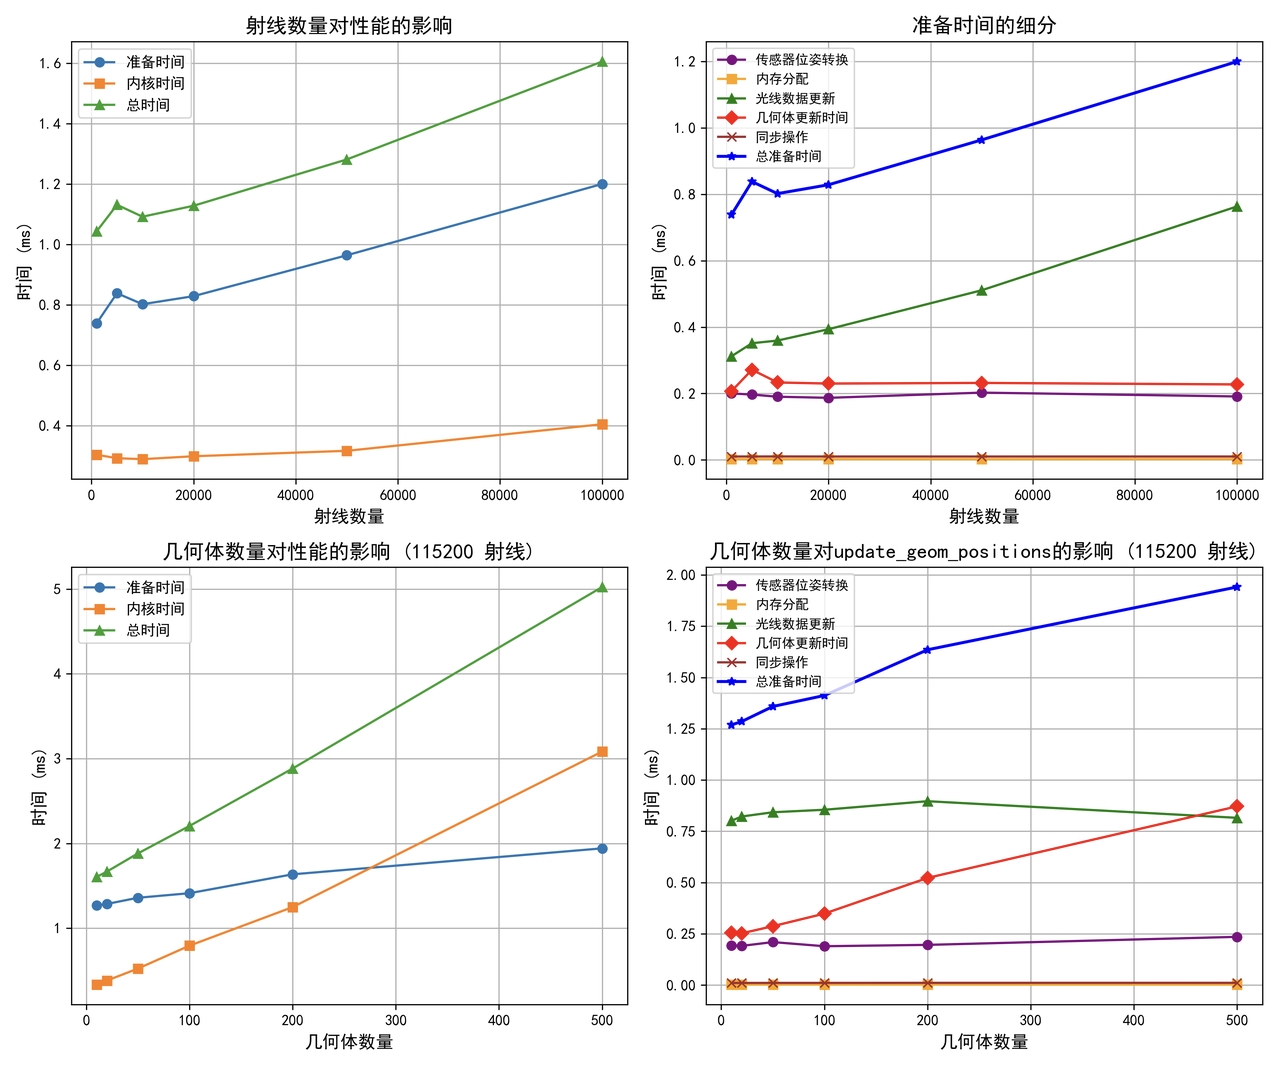 射线数量对性能的影响
准备时间
内核时间
总时间
时间 (ms)
1.6
1.4
1.2
1.0
0.8
0.6
0.4
0 20000 40000 60000 80000 100000
射线数量
准备时间的细分
传感器位姿转换
内存分配
光线数据更新
几何体更新时间
同步操作
总准备时间
时间 (ms)
1.2
1.0
0.8
0.6
0.4
0.2
0.0
0 20000 40000 60000 80000 100000
射线数量
几何体数量对性能的影响 (115200 射线)
准备时间
内核时间
总时间
时间 (ms)
5
4
3
2
1
0 100 200 300 400 500
几何体数量
几何体数量对update_geom_positions的影响 (115200 射线)
传感器位姿转换
内存分配
光线数据更新
几何体更新时间
同步操作
总准备时间
时间 (ms)
2.00
1.75
1.50
1.25
1.00
0.75
0.50
0.25
0.00
0 100 200 300 400 500
几何体数量